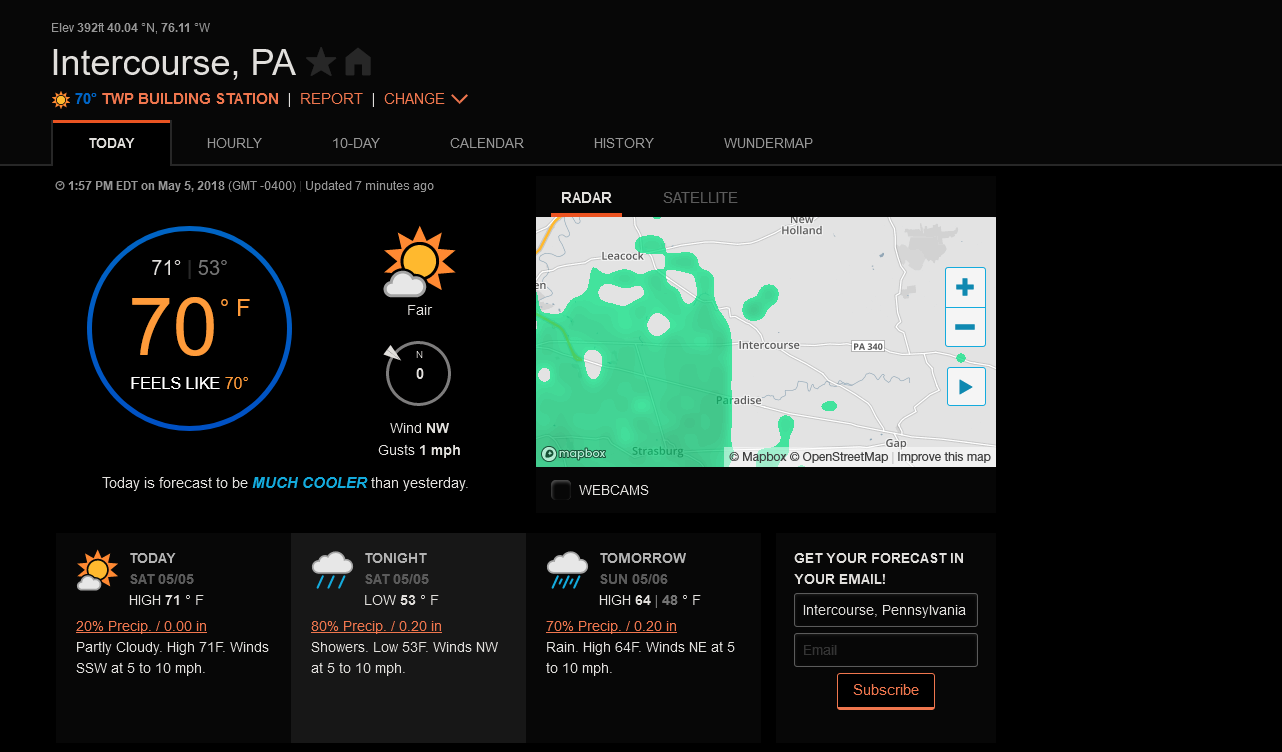 Elev 392ft 40.04 °N, 76.11 °W
Intercourse, PA
70° TWP BUILDING STATION | REPORT | CHANGE
TODAY HOURLY 10-DAY CALENDAR HISTORY WUNDERMAP
1:57 PM EDT on May 5, 2018 (GMT -0400) | Updated 7 minutes ago
71° | 53°
70 ° F
FEELS LIKE 70°
Fair
N
0
Wind NW
Gusts 1 mph
Today is forecast to be MUCH COOLER than yesterday.
RADAR SATELLITE
New
Holland
Leacock
en
Intercourse
PA 340
Paradise
Gap
Strasburg
mapbox
© Mapbox © OpenStreetMap | Improve this map
WEBCAMS
TODAY
SAT 05/05
HIGH 71 ° F
20% Precip. / 0.00 in
Partly Cloudy. High 71F. Winds
SSW at 5 to 10 mph.
TONIGHT
SAT 05/05
LOW 53 ° F
80% Precip. / 0.20 in
Showers. Low 53F. Winds NW
at 5 to 10 mph.
TOMORROW
SUN 05/06
HIGH 64 | 48 ° F
70% Precip. / 0.20 in
Rain. High 64F. Winds NE at 5
to 10 mph.
GET YOUR FORECAST IN
YOUR EMAIL!
Intercourse, Pennsylvania
Email
Subscribe